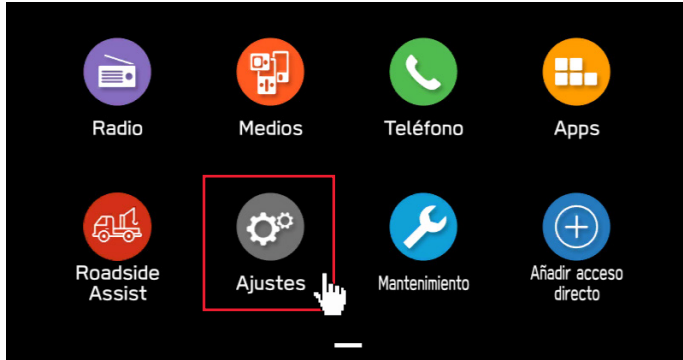 Radio
Medios
Teléfono
Apps
Roadside
Assist
Ajustes
Mantenimiento
Añadir acceso
directo